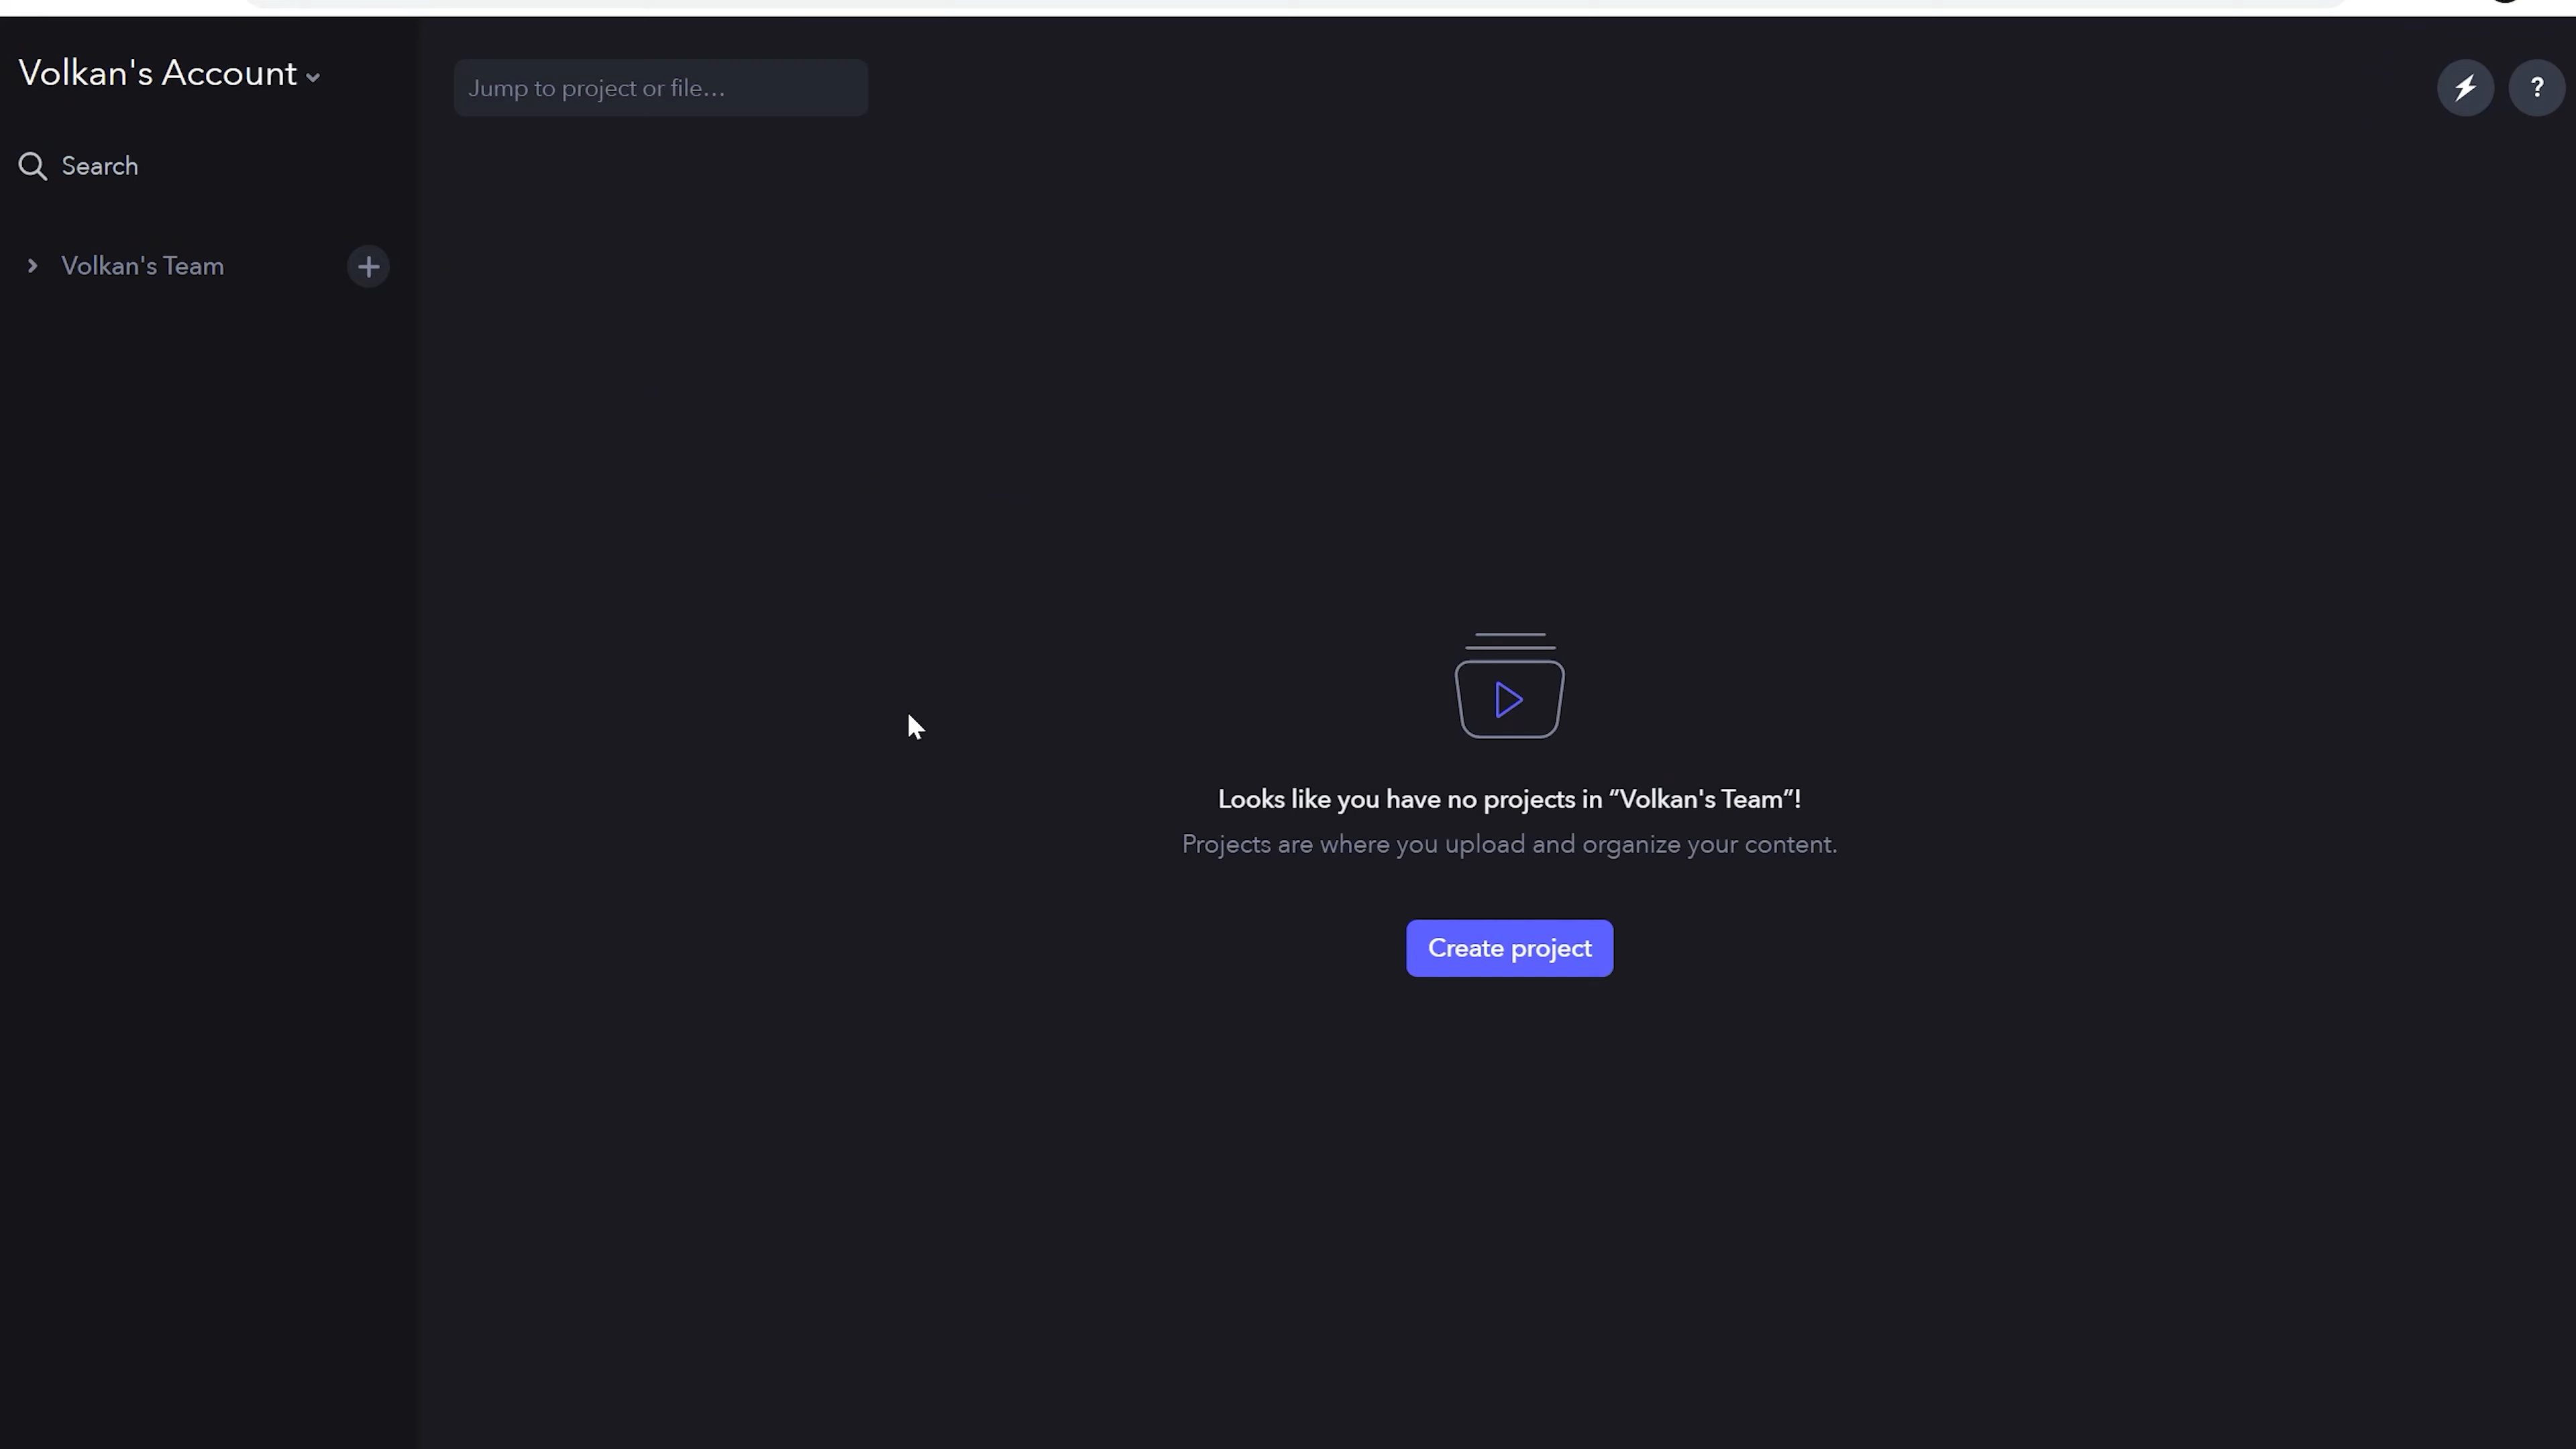 Volkan's Account
Jump to project or file...
?
Search
Volkan's Team
Looks like you have no projects in “Volkan's Team”!
Projects are where you upload and organize your content.
Create project